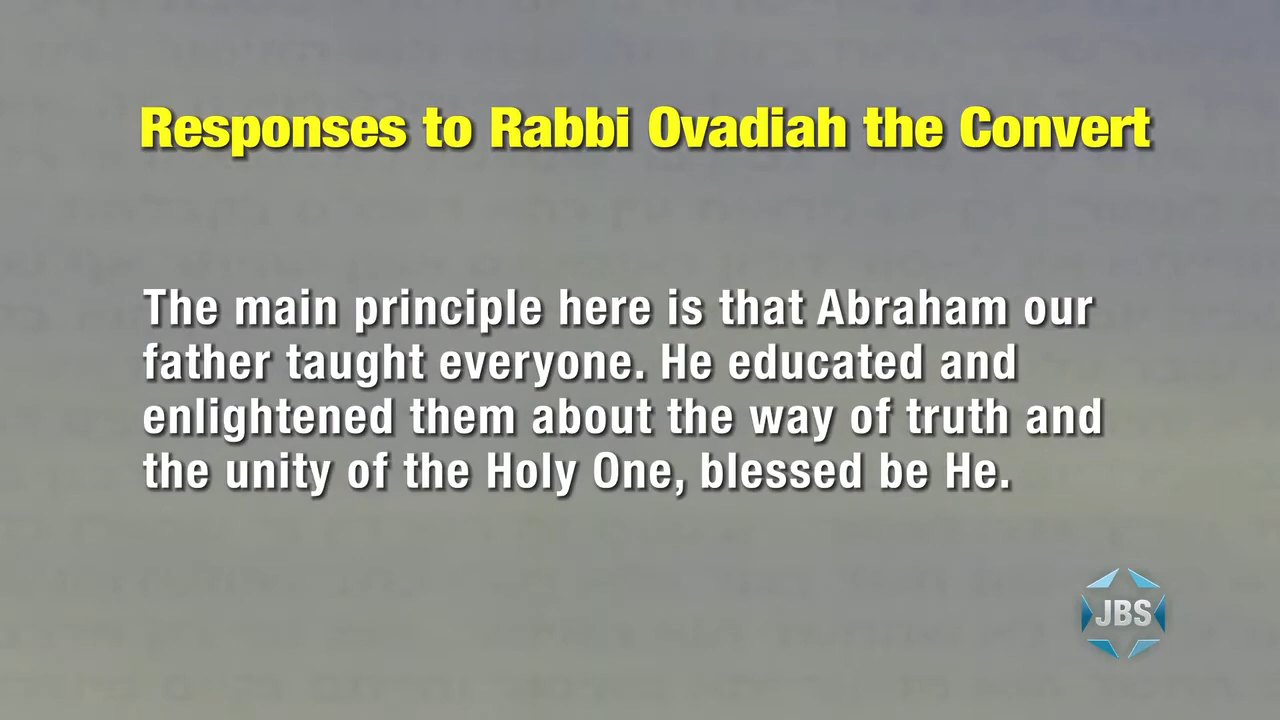 Responses to Rabbi Ovadiah the Convert
The main principle here is that Abraham our
father taught everyone. He educated and
enlightened them about the way of truth and
the unity of the Holy One, blessed be He.
JBS